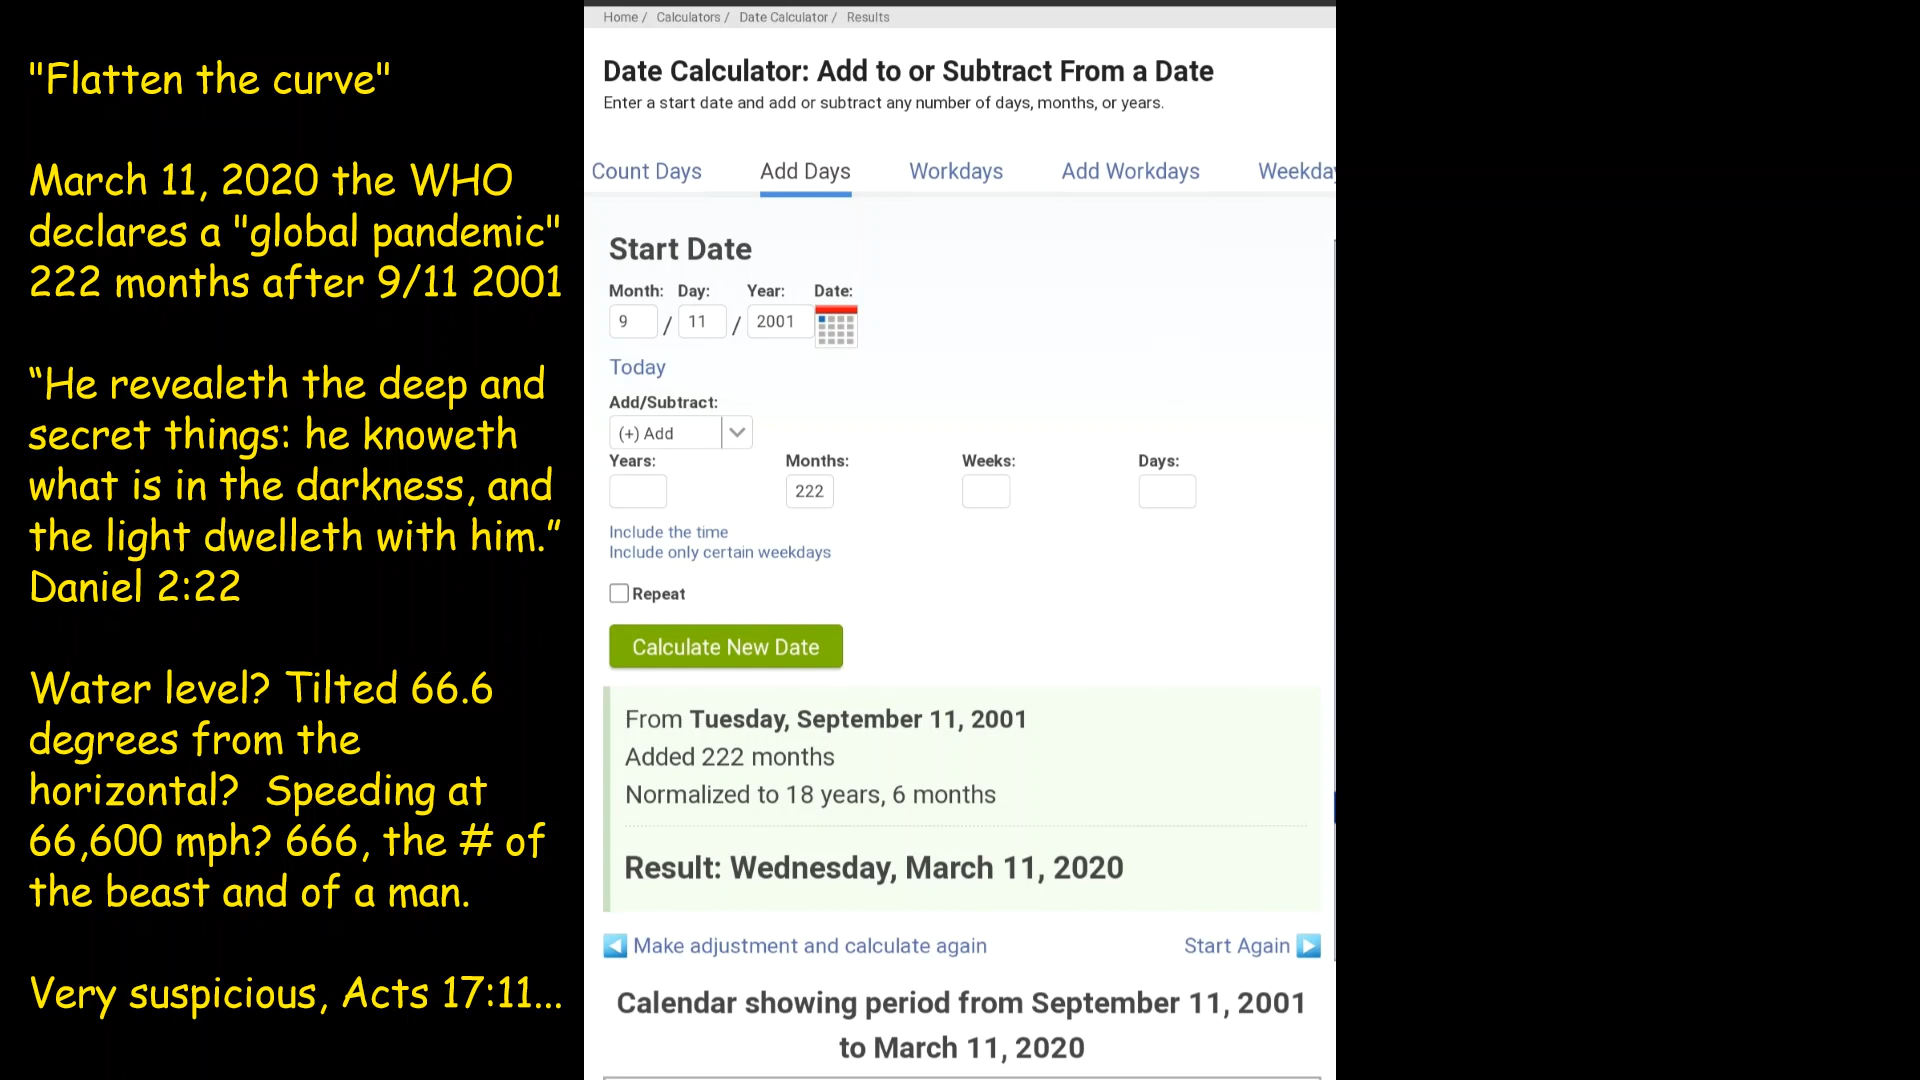 "Flatten the curve"
March 11, 2020 the WHO
declares a "global pandemic"
222 months after 9/11 2001
“He revealeth the deep and
secret things: he knoweth
what is in the darkness, and
the light dwelleth with him.”
Daniel 2:22
Water level? Tilted 66.6
degrees from the
horizontal?  Speeding at
66,600 mph? 666, the # of
the beast and of a man.
Very suspicious, Acts 17:11...
Home / Calculators / Date Calculator / Results
Date Calculator: Add to or Subtract From a Date
Enter a start date and add or subtract any number of days, months, or years.
Count Days Add Days Workdays Add Workdays Weekday
Start Date
Month: Day: Year: Date:
9 / 11 / 2001
Today
Add/Subtract:
(+) Add
Years: Months: Weeks: Days:
222
Include the time
Include only certain weekdays
Repeat
Calculate New Date
From Tuesday, September 11, 2001
Added 222 months
Normalized to 18 years, 6 months
Result: Wednesday, March 11, 2020
Make adjustment and calculate again Start Again
Calendar showing period from September 11, 2001
to March 11, 2020